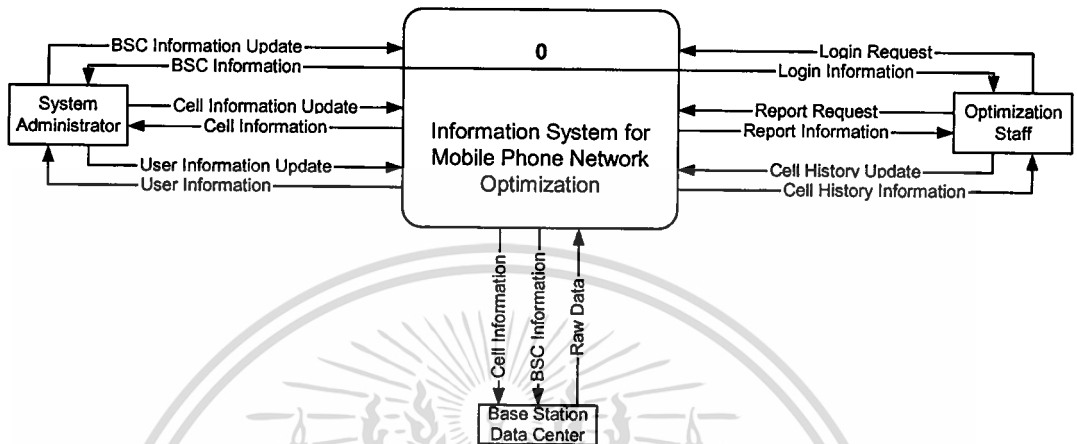 BSC Information Update
BSC Information
System
Administrator
Cell Information Update
Cell Information
User Information Update
User Information
0
Information System for
Mobile Phone Network
Optimization
Login Request
Login Information
Report Request
Report Information
Optimization
Staff
Cell History Update
Cell History Information
Cell Information
BSC Information
Raw Data
Base Station
Data Center